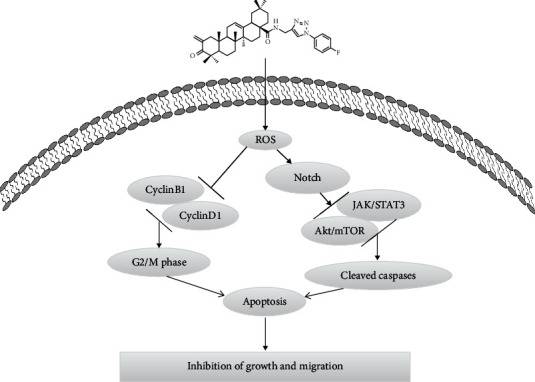 H
N
N
N
N
O
O
F
ROS
Notch
CyclinB1
CyclinD1
JAK/STAT3
Akt/mTOR
G2/M phase
Cleaved caspases
Apoptosis
Inhibition of growth and migration